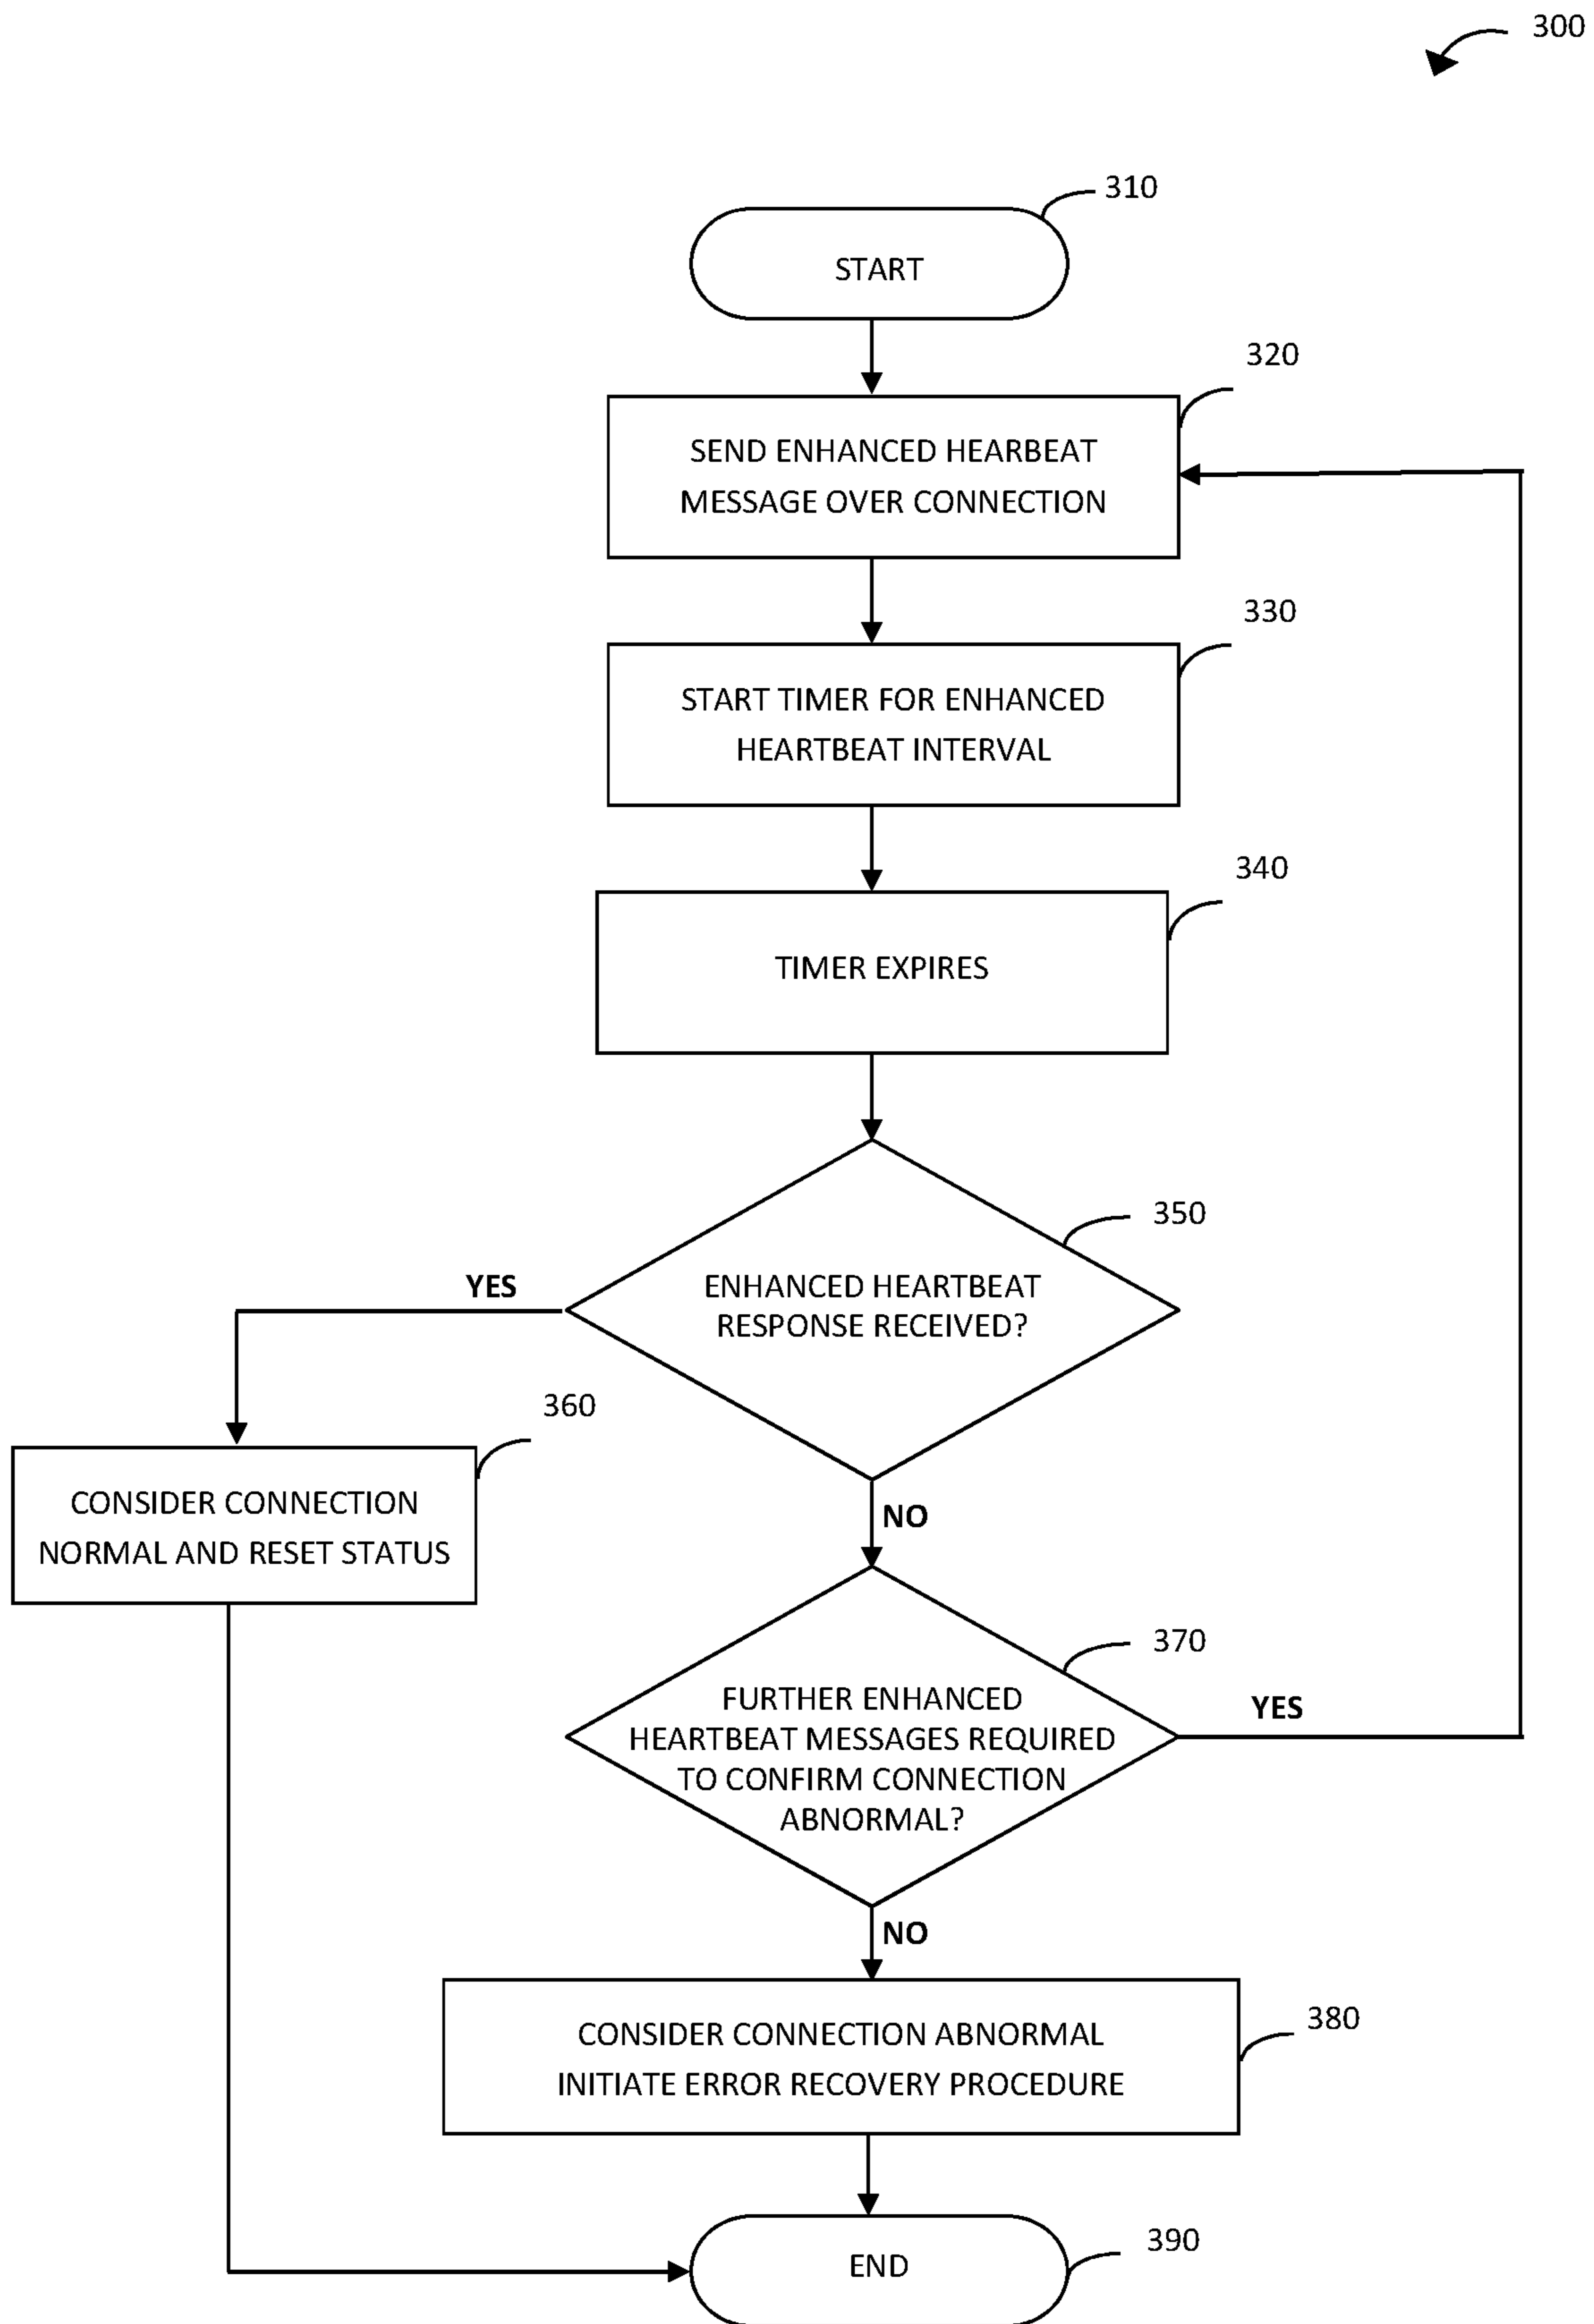 300
310
START
320
SEND ENHANCED HEARBEAT
MESSAGE OVER CONNECTION
330
START TIMER FOR ENHANCED
HEARTBEAT INTERVAL
340
TIMER EXPIRES
350
YES
ENHANCED HEARTBEAT
RESPONSE RECEIVED?
360
CONSIDER CONNECTION
NORMAL AND RESET STATUS
NO
370
FURTHER ENHANCED
HEARTBEAT MESSAGES REQUIRED
TO CONFIRM CONNECTION
ABNORMAL?
YES
NO
380
CONSIDER CONNECTION ABNORMAL
INITIATE ERROR RECOVERY PROCEDURE
390
END